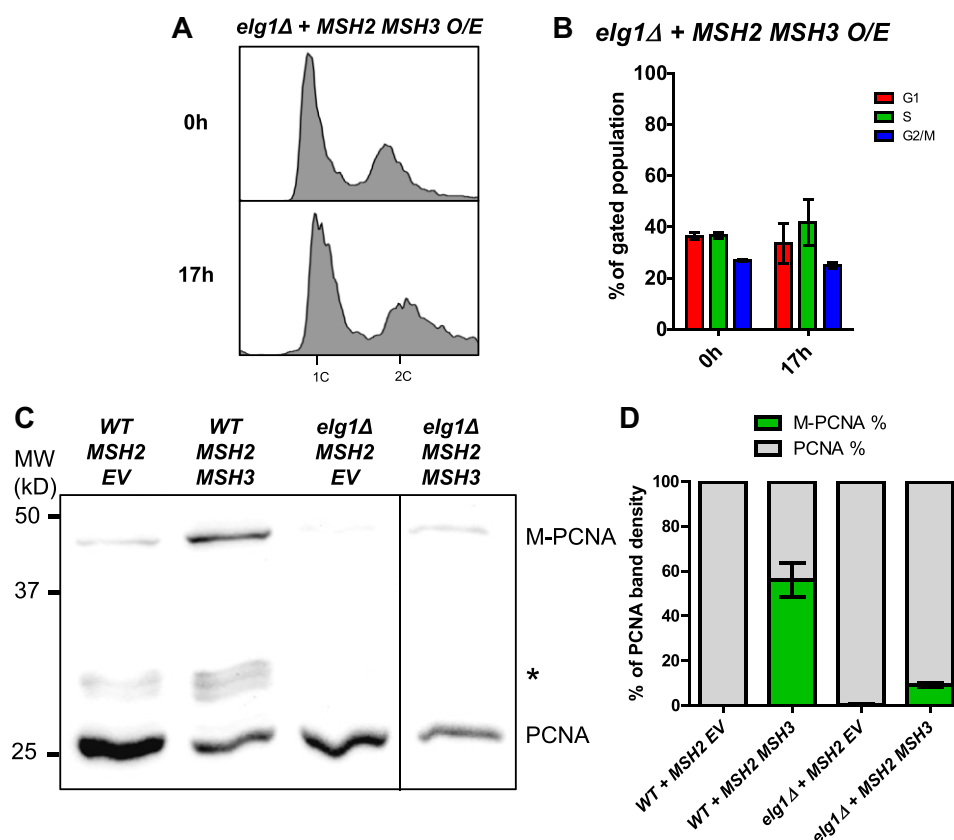 A
elg1Δ + MSH2 MSH3 O/E
0h
17h
1C
2C
B
elg1Δ + MSH2 MSH3 O/E
% of gated population
100
80
60
40
20
0
0h
17h
G1
S
G2/M
C
WT MSH2 EV
WT MSH2 MSH3
elg1Δ MSH2 EV
elg1Δ MSH2 MSH3
MW
(kD)
50
37
25
M-PCNA
*
PCNA
D
M-PCNA %
PCNA %
% of PCNA band density
100
80
60
40
20
0
WT + MSH2 EV
WT + MSH2 MSH3
elg1Δ + MSH2 EV
elg1Δ + MSH2 MSH3